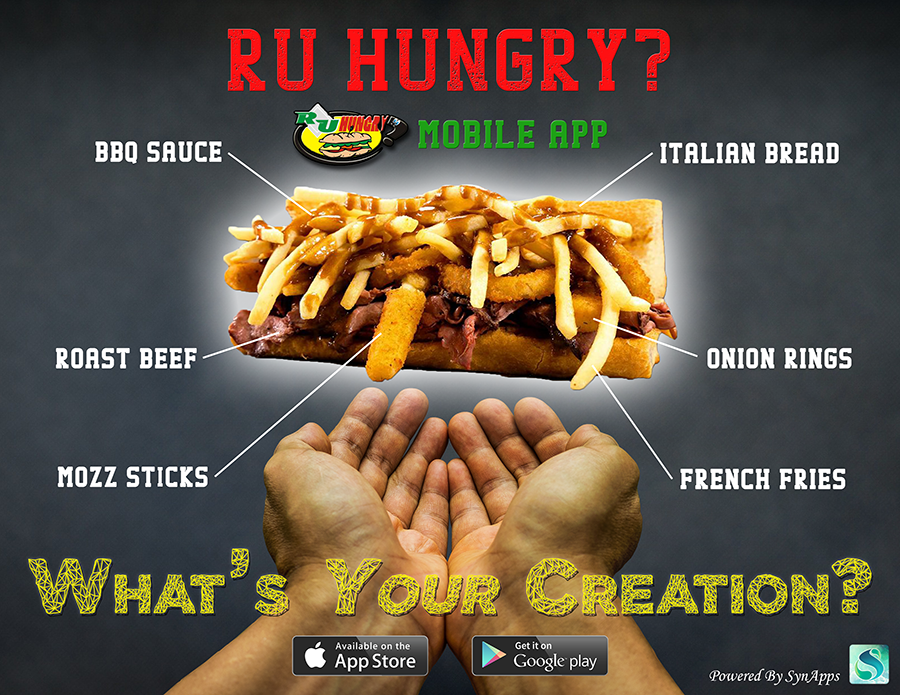 RU HUNGRY?
RU HUNGRY
MOBILE APP
BBQ SAUCE
ITALIAN BREAD
ROAST BEEF
ONION RINGS
MOZZ STICKS
FRENCH FRIES
What's Your Creation?
Available on the
App Store
Get it on
Google play
Powered By SynApps